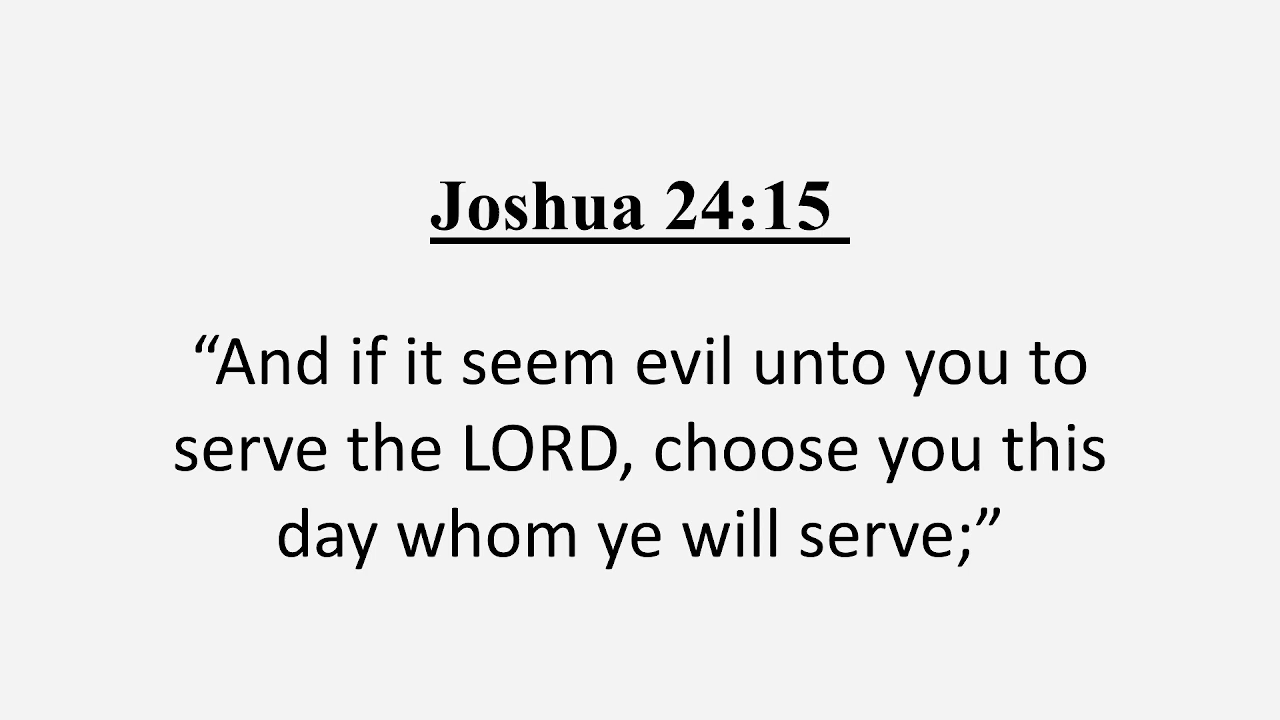 Joshua 24:15
“And if it seem evil unto you to
serve the LORD, choose you this
day whom ye will serve;”